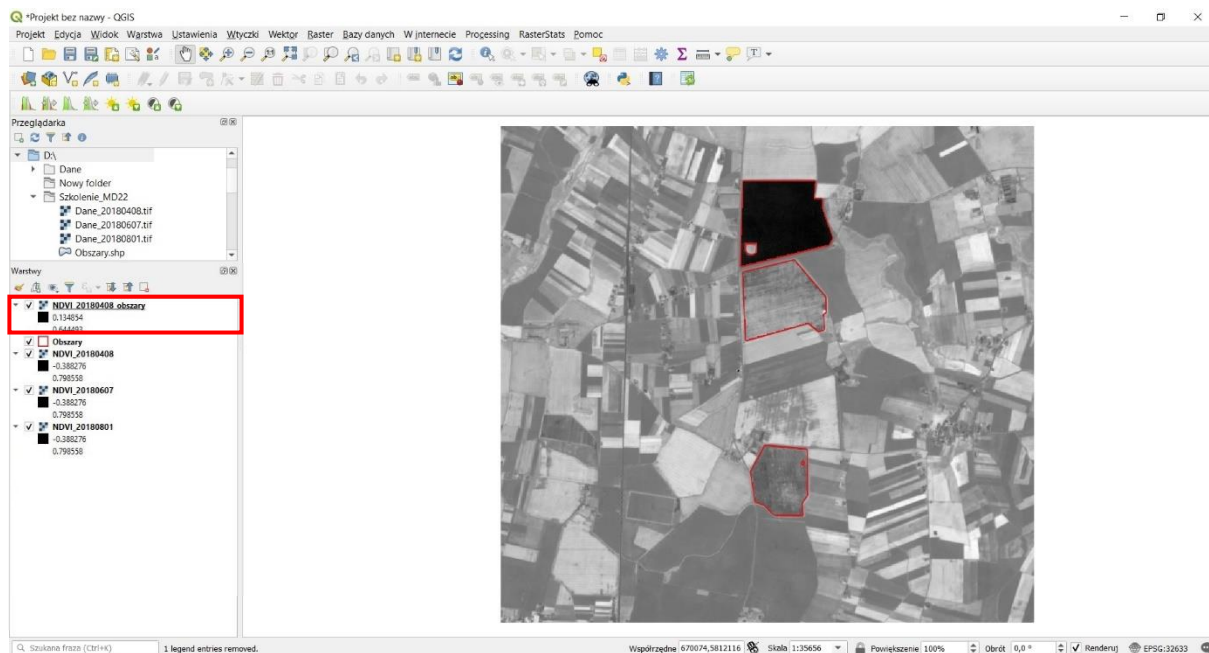 *Projekt bez nazwy - QGIS
Projekt Edycja Widok Warstwa Ustawienia Wtyczki Wektor Raster Bazy danych W internecie Processing RasterStats Pomoc
Przeglądarka
D:\
Dane
Nowy folder
Szkolenie_MD22
Dane_20180408.tif
Dane_20180607.tif
Dane_20180801.tif
Obszary.shp
Warstwy
NDVI_20180408_obszary
0.134854
0.644493
Obszary
NDVI_20180408
-0.388276
0.798558
NDVI_20180607
-0.388276
0.798558
NDVI_20180801
-0.388276
0.798558
Szukana fraza (Ctrl+K) 1 legend entries removed. Współrzędne 670074,5812116 Skala 1:35656 Powiększenie 100% Obrót 0,0 ° Renderuj EPSG:32633